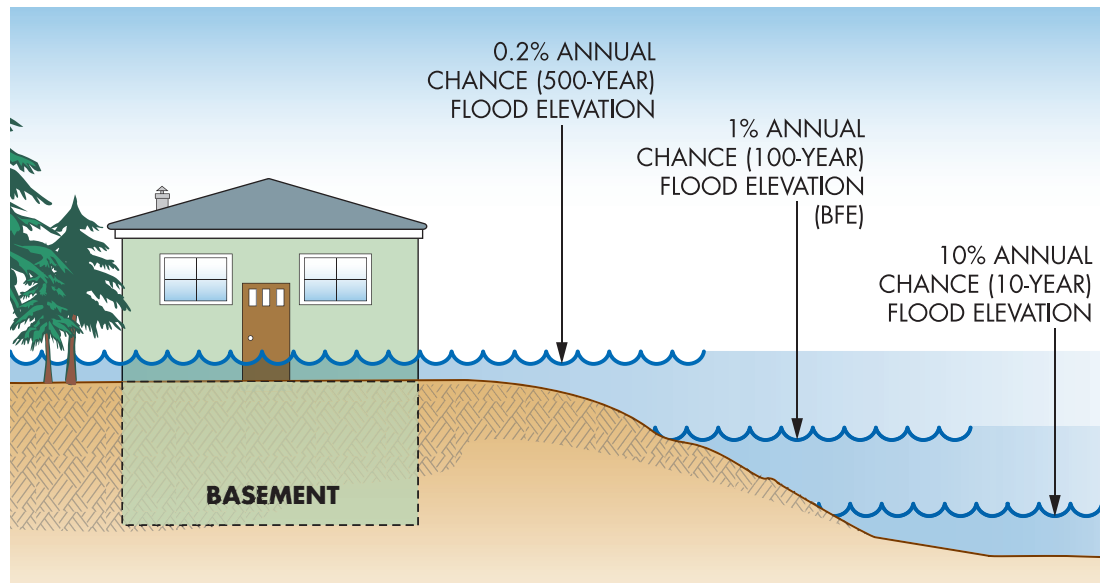 0.2% ANNUAL
CHANCE (500-YEAR)
FLOOD ELEVATION
1% ANNUAL
CHANCE (100-YEAR)
FLOOD ELEVATION
(BFE)
10% ANNUAL
CHANCE (10-YEAR)
FLOOD ELEVATION
BASEMENT